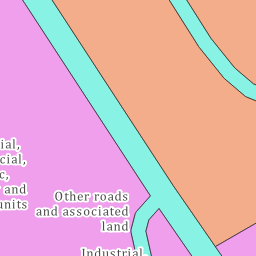 ial,
cial,
c,
and
units
Other roads
and associated
land
Industrial,